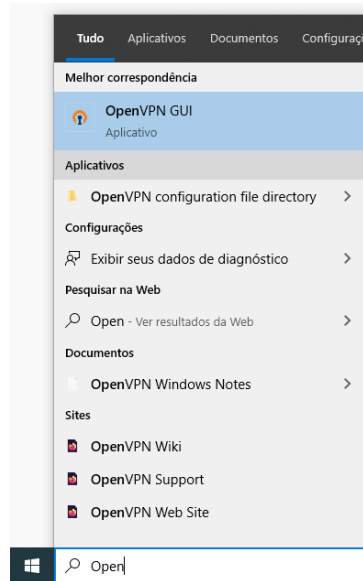 Tudo Aplicativos Documentos Configuraç
Melhor correspondência
OpenVPN GUI
Aplicativo
Aplicativos
OpenVPN configuration file directory
Configurações
Exibir seus dados de diagnóstico
Pesquisar na Web
Open - Ver resultados da Web
Documentos
OpenVPN Windows Notes
Sites
OpenVPN Wiki
OpenVPN Support
OpenVPN Web Site
Open